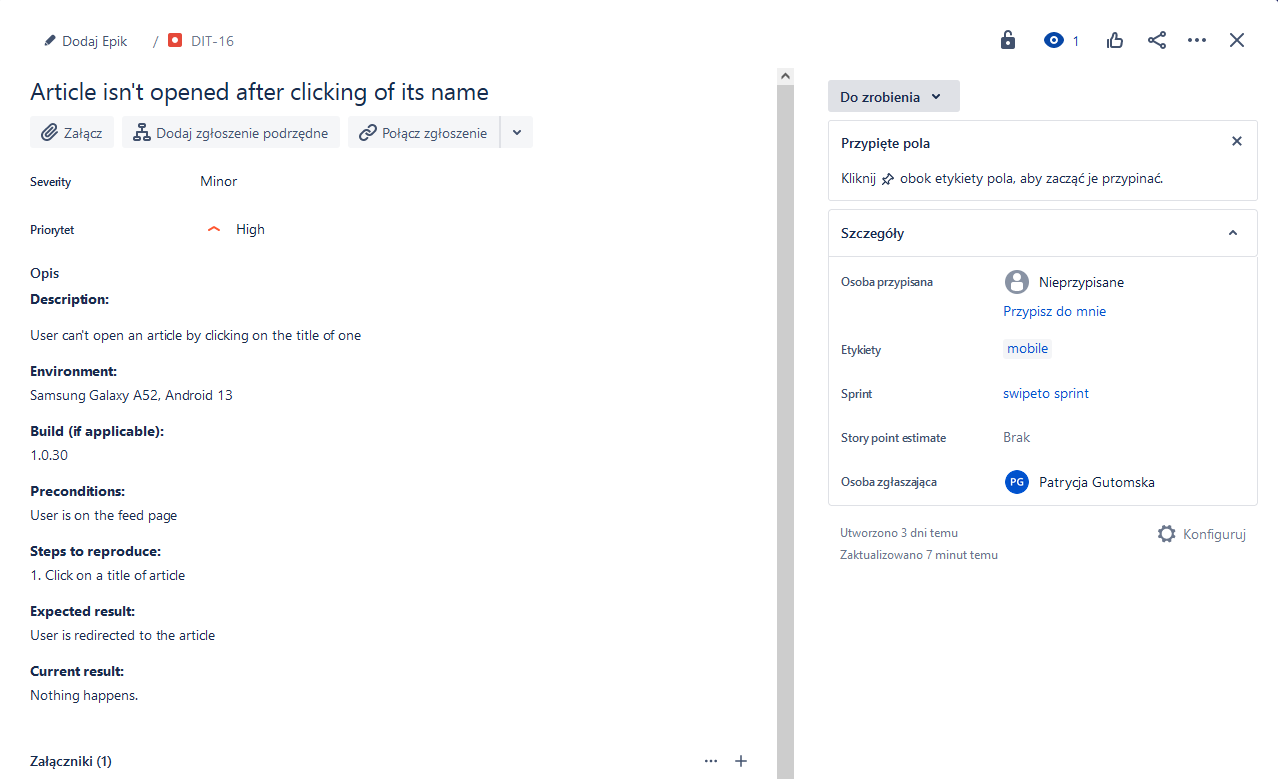 Dodaj Epik / DIT-16
1
Article isn't opened after clicking of its name
Załącz
Dodaj zgłoszenie podrzędne
Połącz zgłoszenie
Severity
Minor
Priorytet
High
Opis
Description:
User can't open an article by clicking on the title of one
Environment:
Samsung Galaxy A52, Android 13
Build (if applicable):
1.0.30
Preconditions:
User is on the feed page
Steps to reproduce:
1. Click on a title of article
Expected result:
User is redirected to the article
Current result:
Nothing happens.
Załączniki (1)
Do zrobienia
Przypięte pola
Kliknij obok etykiety pola, aby zacząć je przypinać.
Szczegóły
Osoba przypisana
Nieprzypisane
Przypisz do mnie
Etykiety
mobile
Sprint
swipeto sprint
Story point estimate
Brak
Osoba zgłaszająca
PG
Patrycja Gutomska
Utworzono 3 dni temu
Zaktualizowano 7 minut temu
Konfiguruj